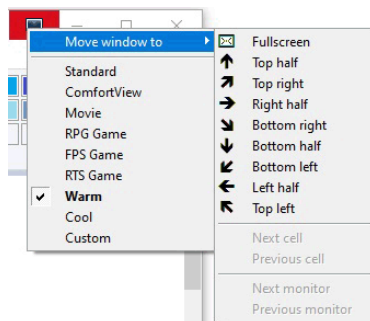 Move window to
Standard
ComfortView
Movie
RPG Game
FPS Game
RTS Game
Warm
Cool
Custom
Fullscreen
Top half
Top right
Right half
Bottom right
Bottom half
Bottom left
Left half
Top left
Next cell
Previous cell
Next monitor
Previous monitor